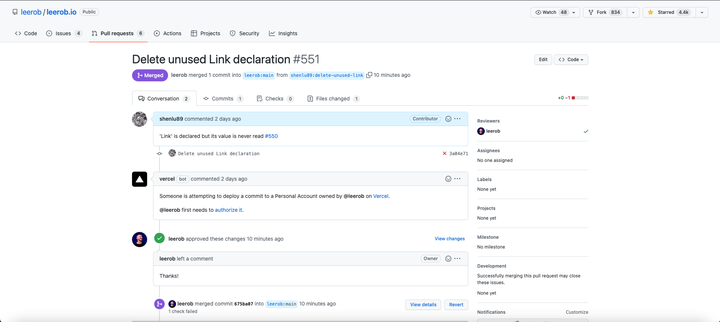 leerob / leerob.io Public
Watch 48 Fork 834 Starred 4.4k
Code Issues 4 Pull requests 6 Actions Projects Security Insights
Delete unused Link declaration #551
Edit Code
Merged leerob merged 1 commit into leerob:main from shenlu89:delete-unused-link 10 minutes ago
Conversation 2 Commits 1 Checks 0 Files changed 1
+0 −1
shenlu89 commented 2 days ago Contributor
'Link' is declared but its value is never read #550
Delete unused Link declaration 5a04e71
vercel bot commented 2 days ago
Someone is attempting to deploy a commit to a Personal Account owned by @leerob on Vercel.
@leerob first needs to authorize it.
leerob approved these changes 10 minutes ago View changes
leerob left a comment Owner
Thanks!
leerob merged commit 675ba07 into leerob:main 10 minutes ago View details Revert
1 check failed
Reviewers
leerob
Assignees
No one assigned
Labels
None yet
Projects
None yet
Milestone
No milestone
Development
Successfully merging this pull request may close
these issues.
None yet
Notifications Customize